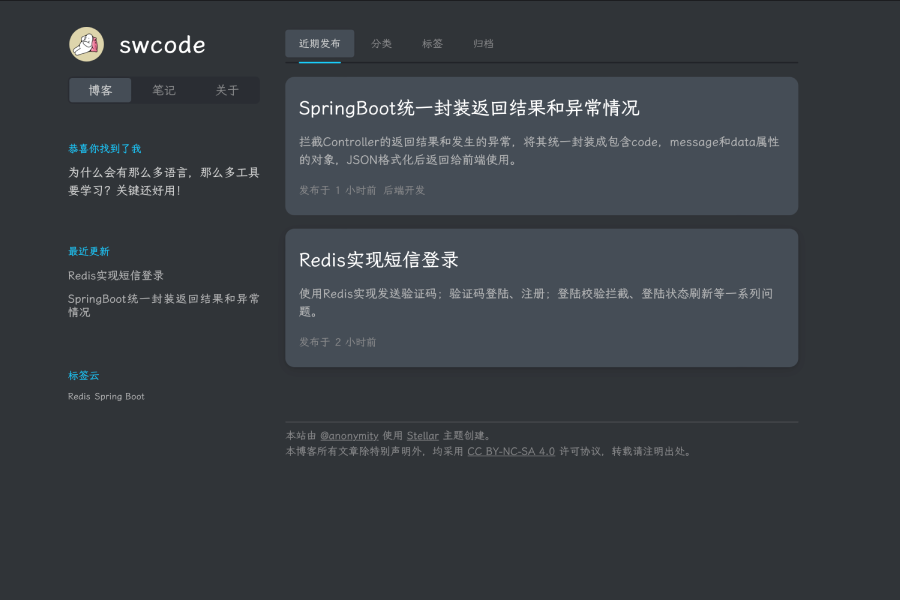 swcode
博客 笔记 关于
恭喜你找到了我
为什么会有那么多语言，那么多工具
要学习？关键还好用！
最近更新
Redis实现短信登录
SpringBoot统一封装返回结果和异常
情况
标签云
Redis Spring Boot
近期发布 分类 标签 归档
SpringBoot统一封装返回结果和异常情况
拦截Controller的返回结果和发生的异常，将其统一封装成包含code，message和data属性
的对象，JSON格式化后返回给前端使用。
发布于 1 小时前 后端开发
Redis实现短信登录
使用Redis实现发送验证码；验证码登陆、注册；登陆校验拦截、登陆状态刷新等一系列问
题。
发布于 2 小时前
本站由 @anonymity 使用 Stellar 主题创建。
本博客所有文章除特别声明外，均采用 CC BY-NC-SA 4.0 许可协议，转载请注明出处。